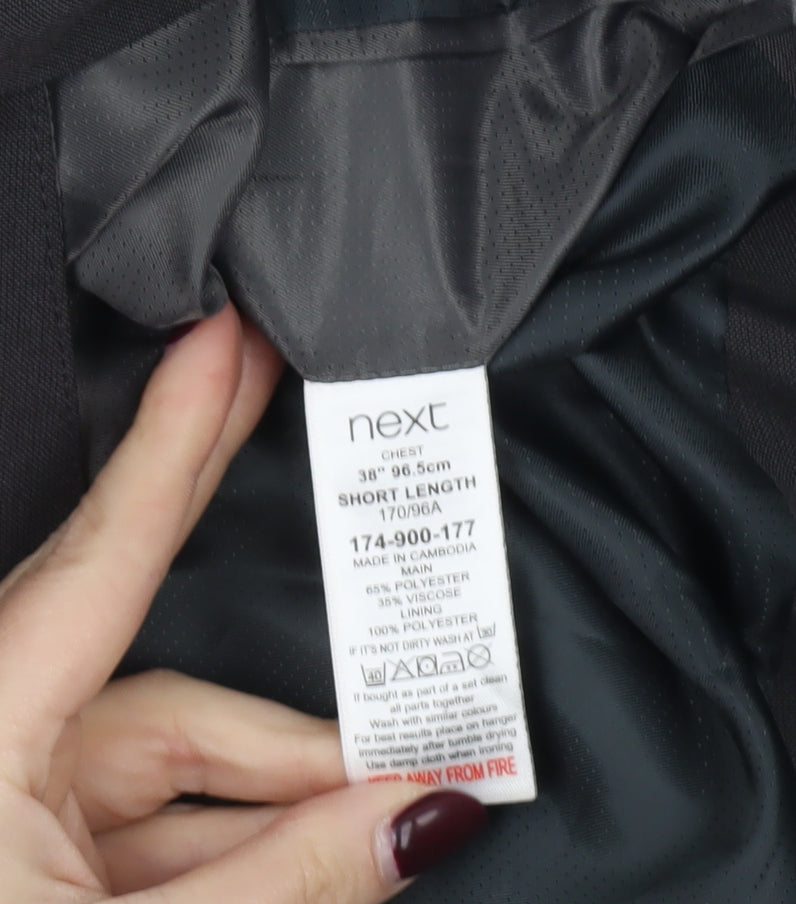 next
CHEST
38" 96.5cm
SHORT LENGTH
170/96A
174-900-177
MADE IN CAMBODIA
MAIN
65% POLYESTER
35% VISCOSE
LINING
100% POLYESTER
IF IT'S NOT DIRTY WASH AT 30
40
If bought as part of a set clean
all parts together
Wash with similar colours
For best results place on hanger
immediately after tumble drying
Use damp cloth when ironing
KEEP AWAY FROM FIRE